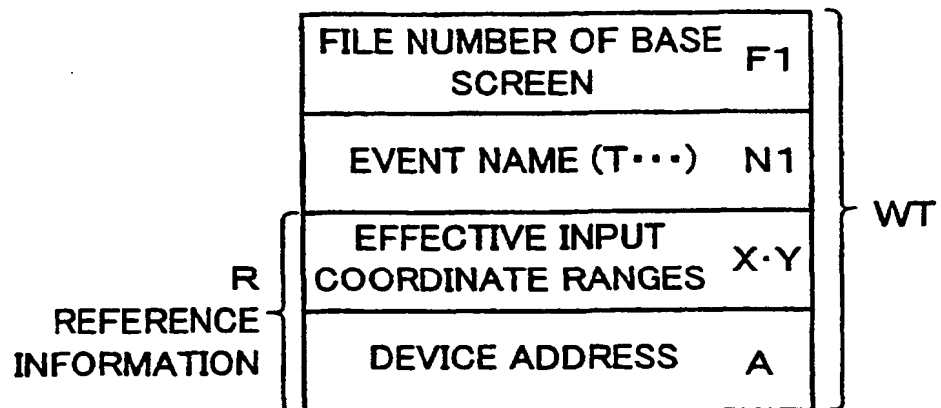 FILE NUMBER OF BASE SCREEN F1
EVENT NAME (T・・・) N1
EFFECTIVE INPUT COORDINATE RANGES X·Y
R REFERENCE INFORMATION
DEVICE ADDRESS A
WT